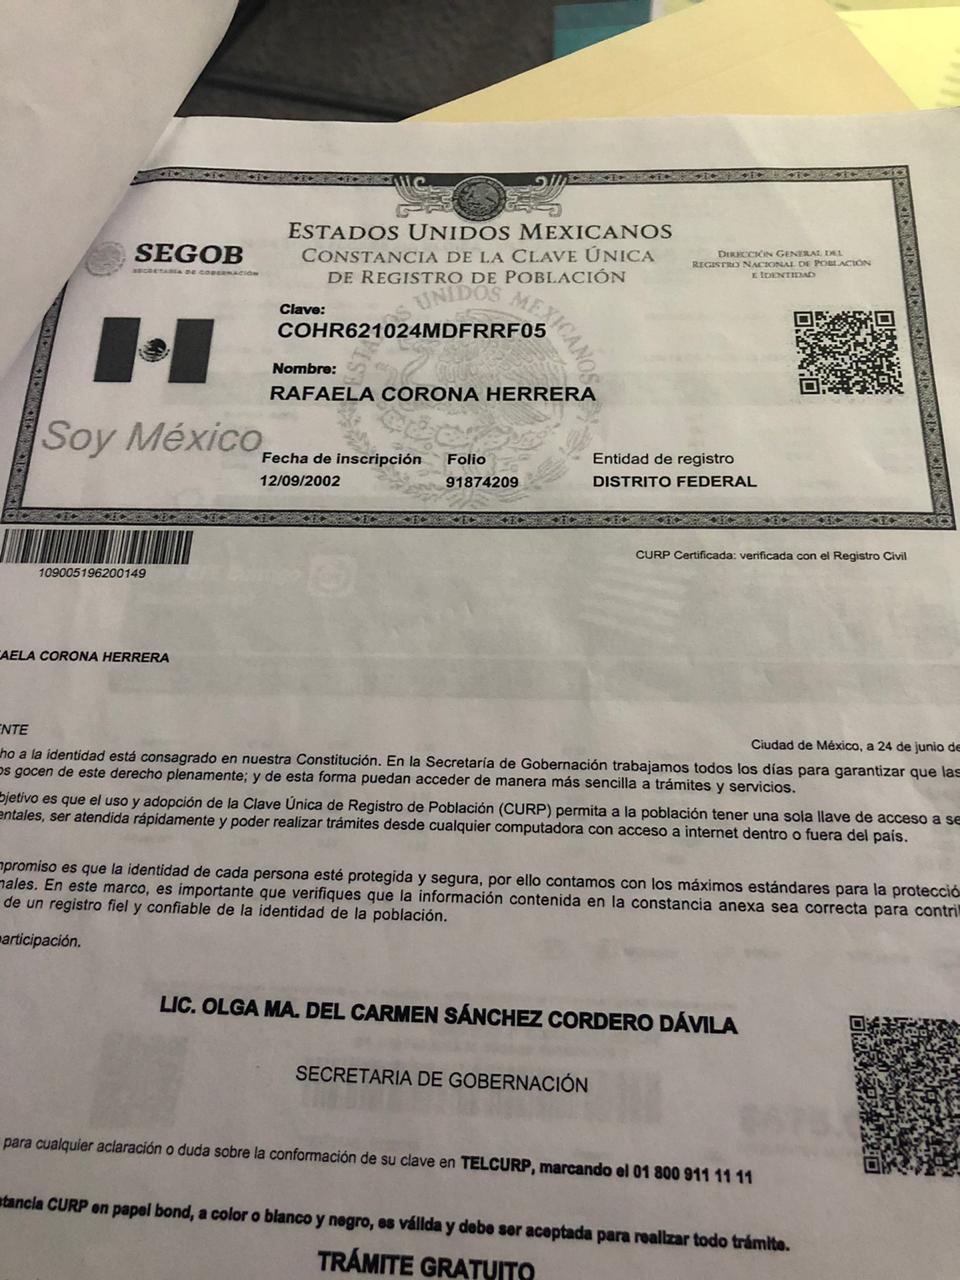 ESTADOS UNIDOS MEXICANOS
CONSTANCIA DE LA CLAVE ÚNICA
DE REGISTRO DE POBLACIÓN
SEGOB
SECRETARÍA DE GOBERNACIÓN
DIRECCIÓN GENERAL DEL
REGISTRO NACIONAL DE POBLACIÓN
E IDENTIDAD
Clave:
COHR621024MDFRRF05
Nombre:
RAFAELA CORONA HERRERA
ESTADOS UNIDOS MEXICANOS
Soy México
Fecha de inscripción Folio Entidad de registro
12/09/2002 91874209 DISTRITO FEDERAL
109005196200149
CURP Certificada: verificada con el Registro Civil
AELA CORONA HERRERA
ENTE
Ciudad de México, a 24 de junio de
ho a la identidad está consagrado en nuestra Constitución. En la Secretaría de Gobernación trabajamos todos los días para garantizar que las
os gocen de este derecho plenamente; y de esta forma puedan acceder de manera más sencilla a trámites y servicios.
bjetivo es que el uso y adopción de la Clave Única de Registro de Población (CURP) permita a la población tener una sola llave de acceso a se
entales, ser atendida rápidamente y poder realizar trámites desde cualquier computadora con acceso a internet dentro o fuera del país.
mpromiso es que la identidad de cada persona esté protegida y segura, por ello contamos con los máximos estándares para la protecció
nales. En este marco, es importante que verifiques que la información contenida en la constancia anexa sea correcta para contri
de un registro fiel y confiable de la identidad de la población.
articipación.
LIC. OLGA MA. DEL CARMEN SÁNCHEZ CORDERO DÁVILA
SECRETARIA DE GOBERNACIÓN
para cualquier aclaración o duda sobre la conformación de su clave en TELCURP, marcando el 01 800 911 11 11
stancia CURP en papel bond, a color o blanco y negro, es válida y debe ser aceptada para realizar todo trámite.
TRÁMITE GRATUITO